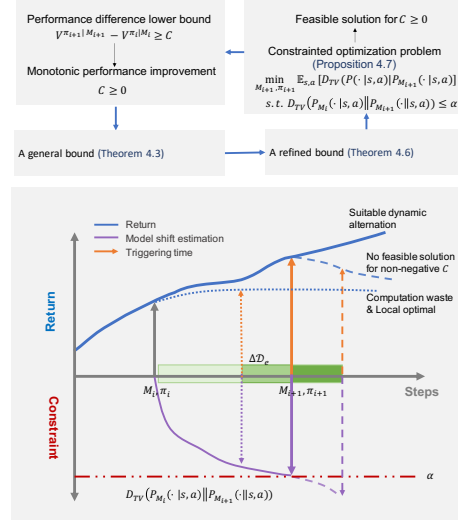 Performance difference lower bound
V^{π_{i+1}|M_{i+1}} − V^{π_i|M_i} ≥ C
Monotonic performance improvement
C ≥ 0
Feasible solution for C ≥ 0
Constrainted optimization problem
(Proposition 4.7)
min_{M_{i+1},π_{i+1}} 𝔼_{s,a}[D_{TV}(P(· |s,a)|P_{M_{i+1}}(· |s,a)]
s.t. D_{TV}(P_{M_i}(· |s,a)‖P_{M_{i+1}}(·‖s,a)) ≤ α
A general bound (Theorem 4.3)
A refined bound (Theorem 4.6)
Return
Model shift estimation
Triggering time
Suitable dynamic
alternation
No feasible solution
for non-negative C
Computation waste
& Local optimal
Return
Constraint
Δ𝒟_e
M_i, π_i
M_{i+1}, π_{i+1}
Steps
α
D_{TV}(P_{M_i}(· |s,a)‖P_{M_{i+1}}(·‖s,a))